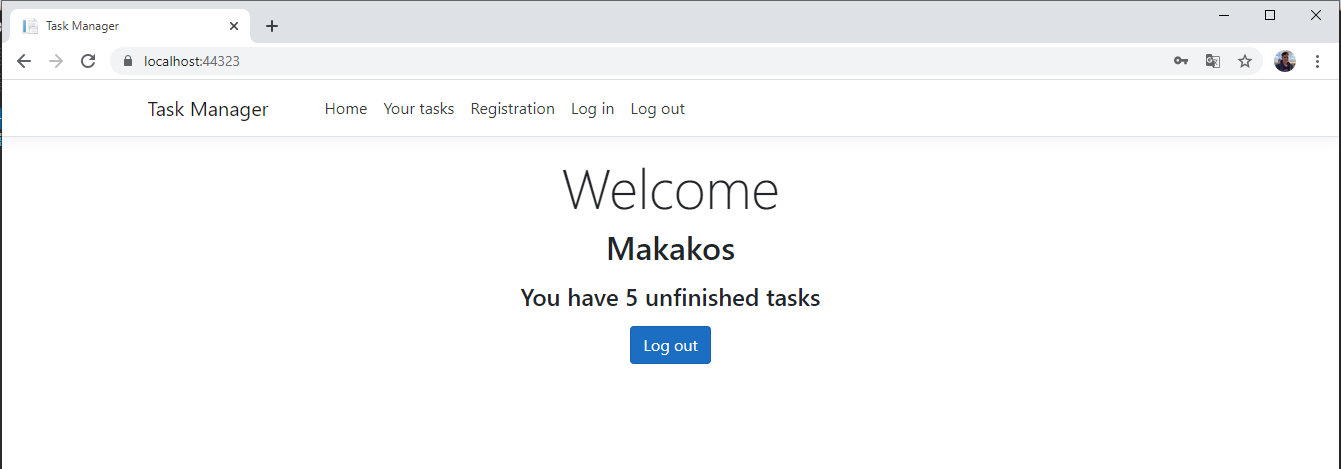 Task Manager
localhost:44323
Task Manager Home Your tasks Registration Log in Log out
Welcome
Makakos
You have 5 unfinished tasks
Log out